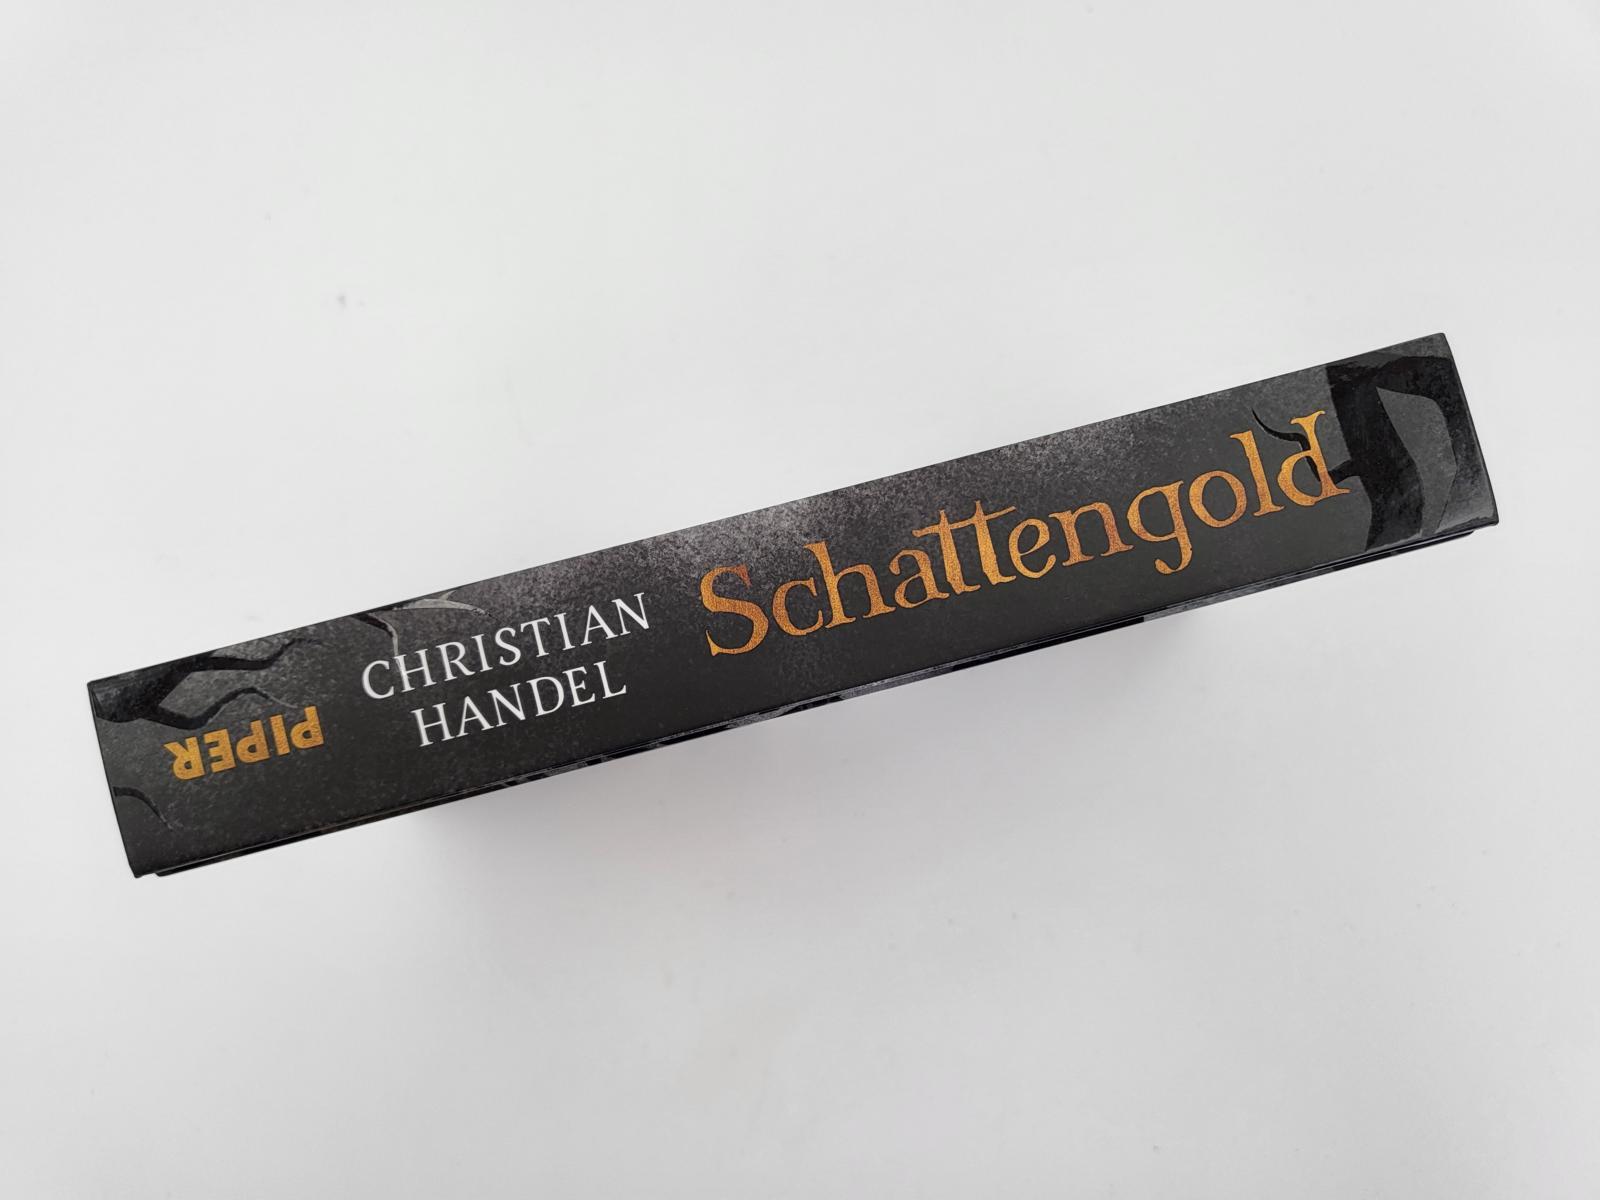 PIPER
CHRISTIAN
HANDEL
Schattengold